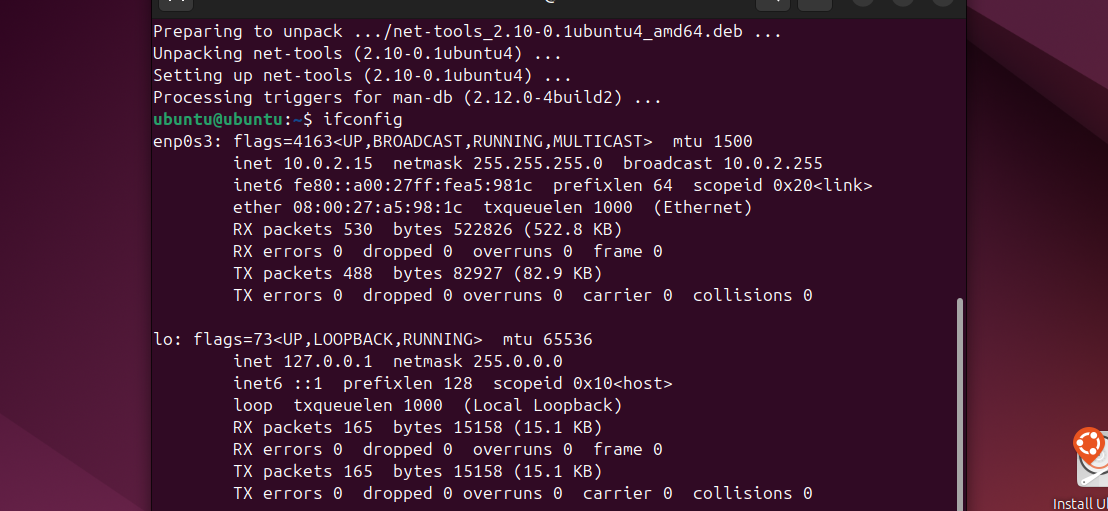 Preparing to unpack .../net-tools_2.10-0.1ubuntu4_amd64.deb ...
Unpacking net-tools (2.10-0.1ubuntu4) ...
Setting up net-tools (2.10-0.1ubuntu4) ...
Processing triggers for man-db (2.12.0-4build2) ...
ubuntu@ubuntu:~$ ifconfig
enp0s3: flags=4163<UP,BROADCAST,RUNNING,MULTICAST>  mtu 1500
        inet 10.0.2.15  netmask 255.255.255.0  broadcast 10.0.2.255
        inet6 fe80::a00:27ff:fea5:981c  prefixlen 64  scopeid 0x20<link>
        ether 08:00:27:a5:98:1c  txqueuelen 1000  (Ethernet)
        RX packets 530  bytes 522826 (522.8 KB)
        RX errors 0  dropped 0  overruns 0  frame 0
        TX packets 488  bytes 82927 (82.9 KB)
        TX errors 0  dropped 0 overruns 0  carrier 0  collisions 0

lo: flags=73<UP,LOOPBACK,RUNNING>  mtu 65536
        inet 127.0.0.1  netmask 255.0.0.0
        inet6 ::1  prefixlen 128  scopeid 0x10<host>
        loop  txqueuelen 1000  (Local Loopback)
        RX packets 165  bytes 15158 (15.1 KB)
        RX errors 0  dropped 0  overruns 0  frame 0
        TX packets 165  bytes 15158 (15.1 KB)
        TX errors 0  dropped 0 overruns 0  carrier 0  collisions 0
Install